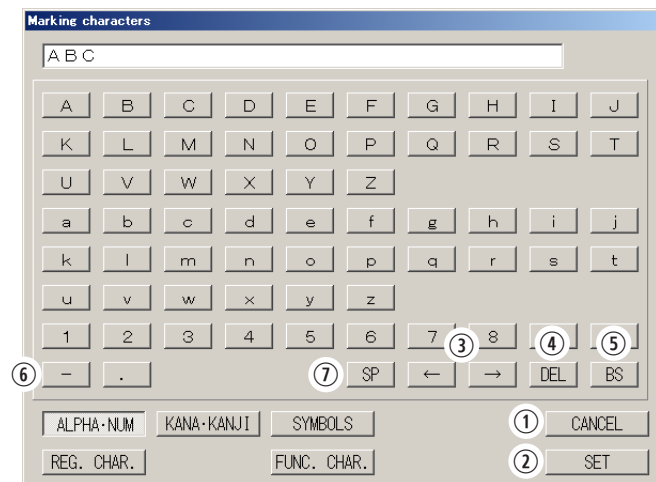 Marking characters
ABC
A B C D E F G H I J
K L M N O P Q R S T
U V W X Y Z
a b c d e f g h i j
k l m n o p q r s t
u v w x y z
1 2 3 4 5 6 7 8
③ ④ ⑤
⑥ - . ⑦ SP ← → DEL BS
ALPHA・NUM KANA・KANJI SYMBOLS ① CANCEL
REG. CHAR. FUNC. CHAR. ② SET